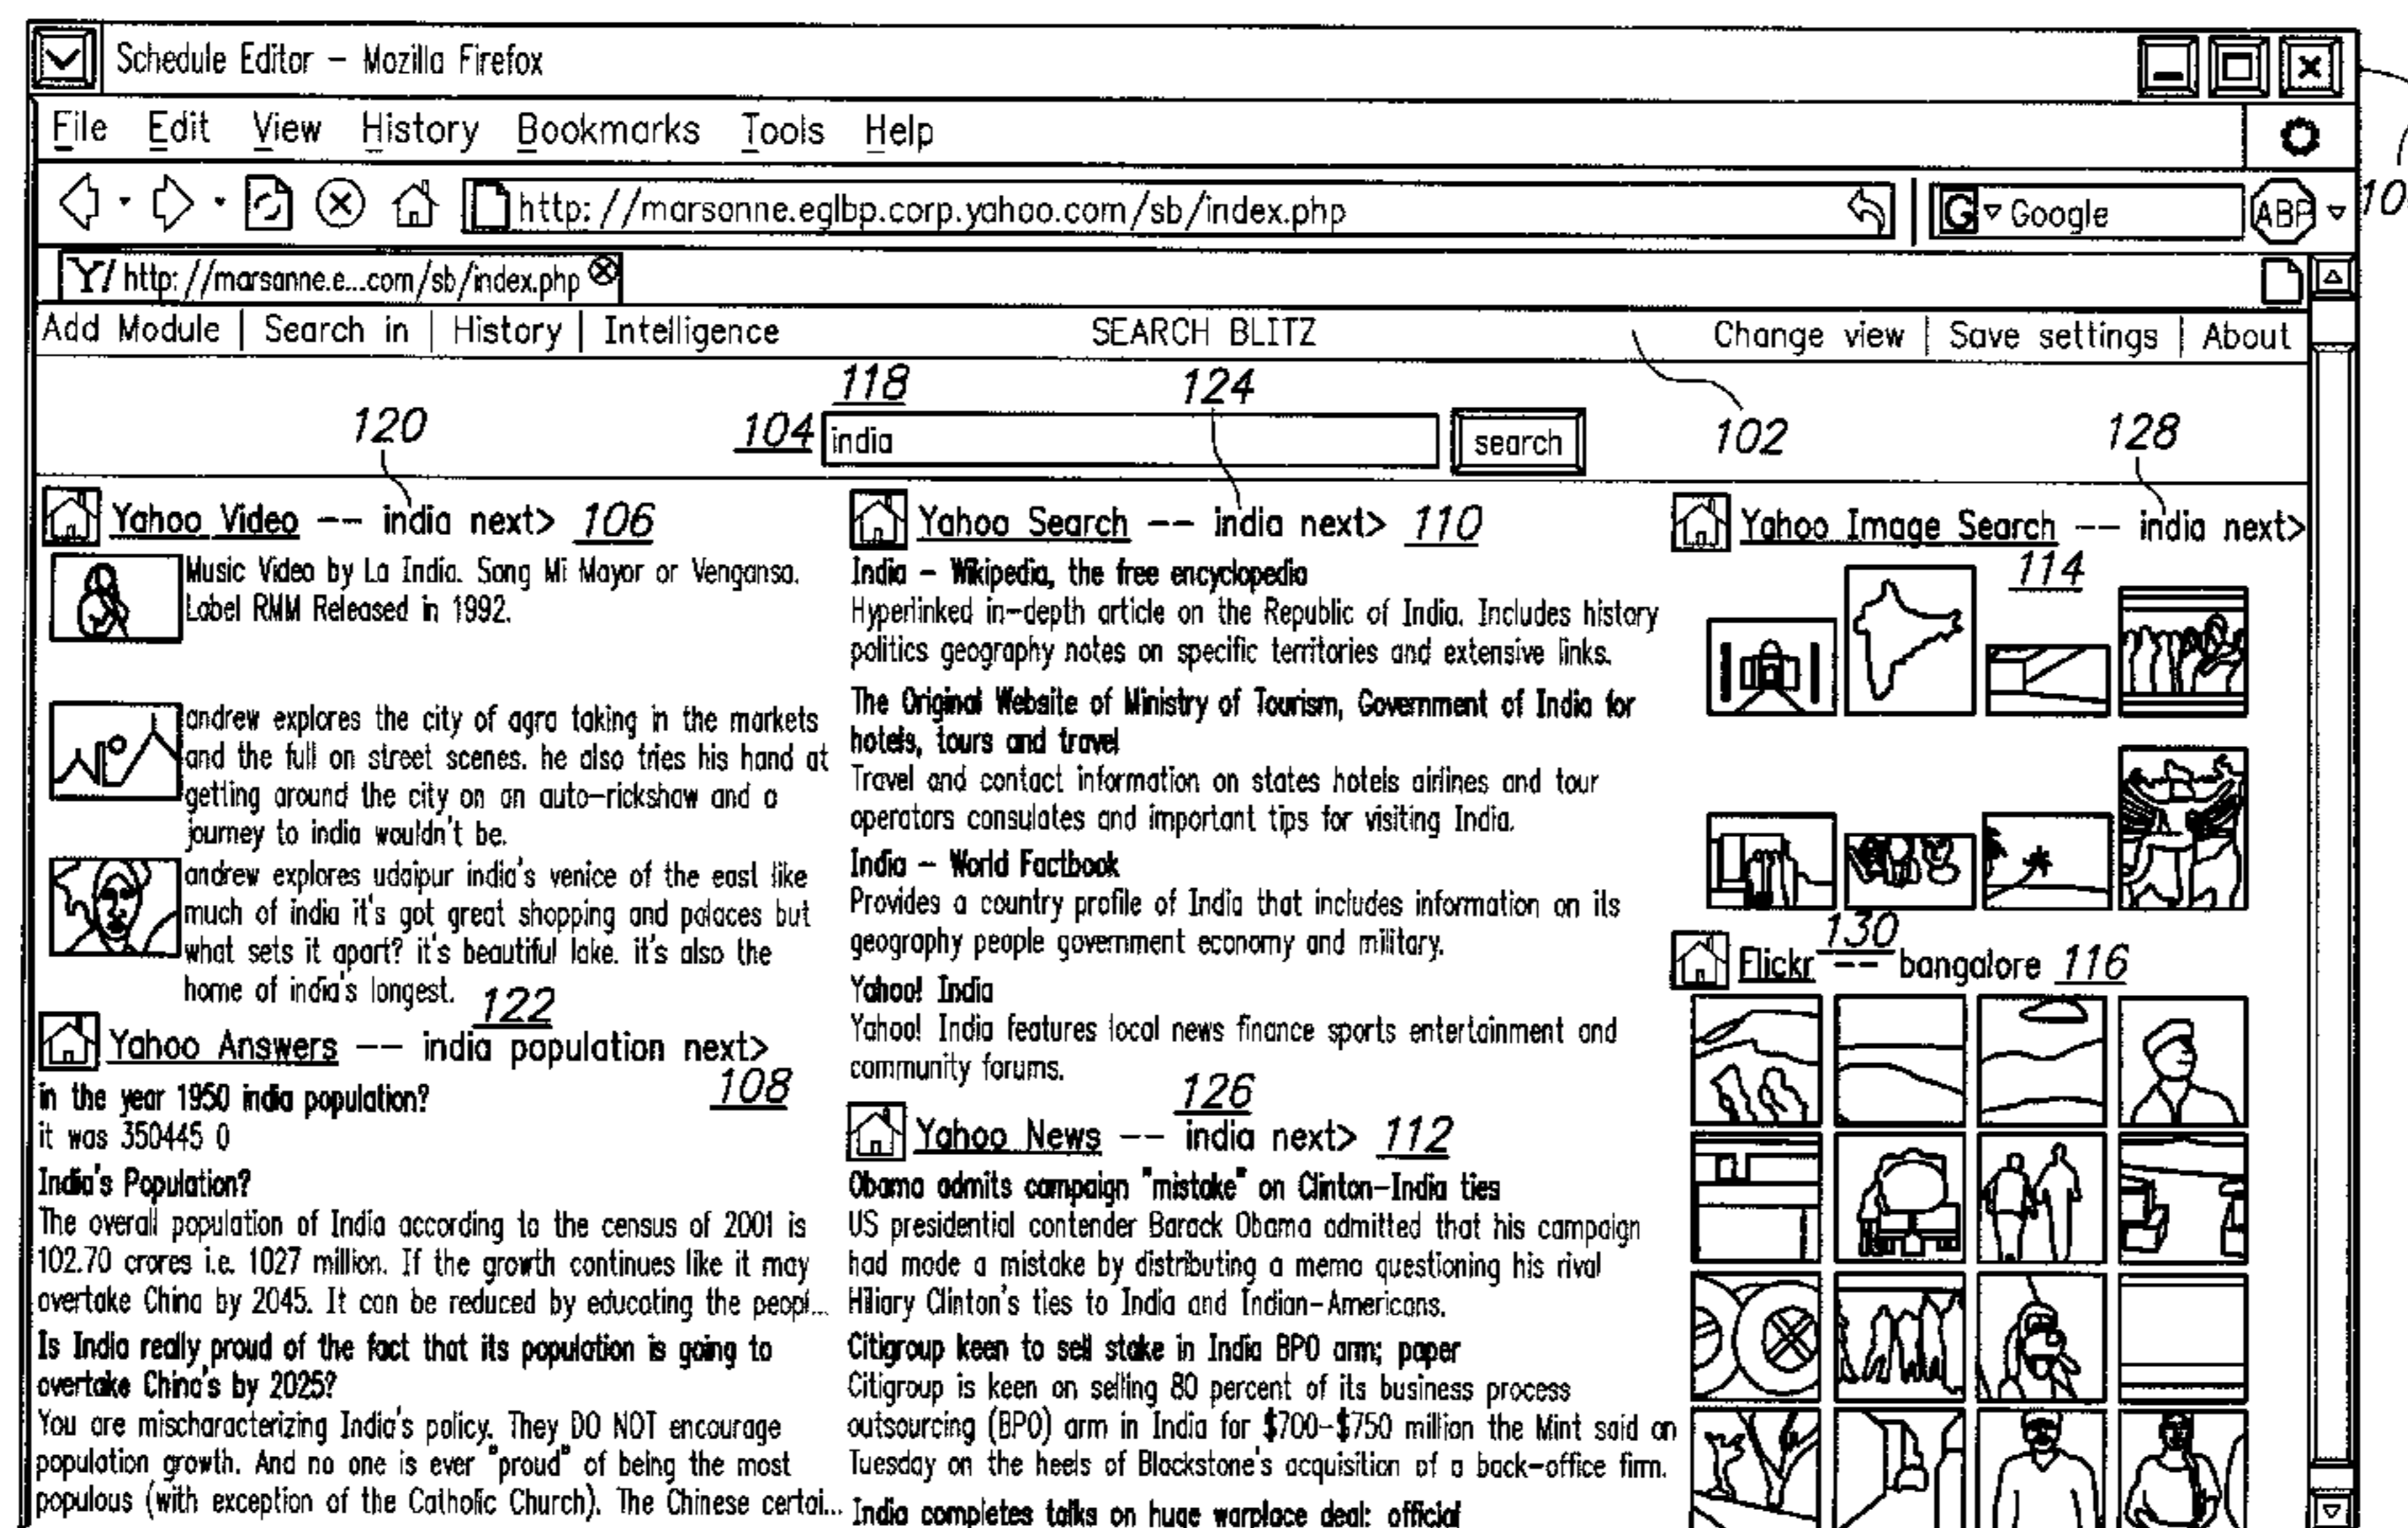 Schedule Editor – Mozilla Firefox
File Edit View History Bookmarks Tools Help
http://marsanne.eglbp.corp.yahoo.com/sb/index.php
G Google
ABP
Y! http://marsanne.e...com/sb/index.php
Add Module | Search in | History | Intelligence
SEARCH BLITZ
Change view | Save settings | About
118
124
120
104
india
search
102
128
Yahoo Video -- india next> 106
Music Video by La India. Song Mi Mayor or Vengansa.
Label RMM Released in 1992.
andrew explores the city of agra taking in the markets
and the full on street scenes. he also tries his hand at
getting around the city on an auto-rickshaw and a
journey to india wouldn't be.
andrew explores udaipur india's venice of the east like
much of india it's got great shopping and palaces but
what sets it apart? it's beautiful lake. it's also the
home of india's longest.
122
Yahoo Answers -- india population next>
108
in the year 1950 india population?
it was 350445 0
India's Population?
The overall population of India according to the census of 2001 is
102.70 crores i.e. 1027 million. If the growth continues like it may
overtake China by 2045. It can be reduced by educating the peopl...
Is India really proud of the fact that its population is going to
overtake China's by 2025?
You are mischaracterizing India's policy. They DO NOT encourage
population growth. And no one is ever "proud" of being the most
populous (with exception of the Catholic Church). The Chinese certai...
Yahoo Search -- india next> 110
India – Wikipedia, the free encyclopedia
Hyperlinked in-depth article on the Republic of India. Includes history
politics geography notes on specific territories and extensive links.
The Original Website of Ministry of Tourism, Government of India for
hotels, tours and travel
Travel and contact information on states hotels airlines and tour
operators consulates and important tips for visiting India.
India – World Factbook
Provides a country profile of India that includes information on its
geography people government economy and military.
Yahoo! India
Yahoo! India features local news finance sports entertainment and
community forums.
126
Yahoo News -- india next> 112
Obama admits campaign "mistake" on Clinton-India ties
US presidential contender Barack Obama admitted that his campaign
had made a mistake by distributing a memo questioning his rival
Hillary Clinton's ties to India and Indian-Americans.
Citigroup keen to sell stake in India BPO arm; paper
Citigroup is keen on selling 80 percent of its business process
outsourcing (BPO) arm in India for $700-$750 million the Mint said on
Tuesday on the heels of Blackstone's acquisition of a back-office firm.
India completes talks on huge warplace deal: official
Yahoo Image Search -- india next>
114
130
Flickr -- bangalore 116